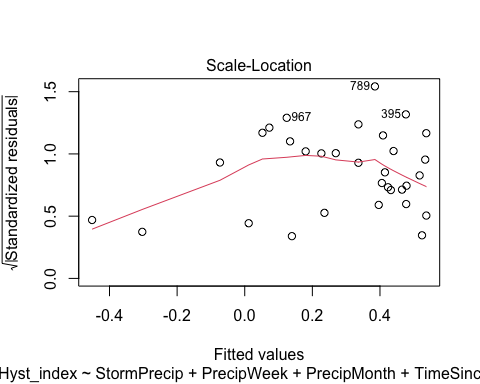 Scale-Location
√|Standardized residuals|
1.5
1.0
0.5
0.0
789
395
967
-0.4 -0.2 0.0 0.2 0.4
Fitted values
Hyst_index ~ StormPrecip + PrecipWeek + PrecipMonth + TimeSinc